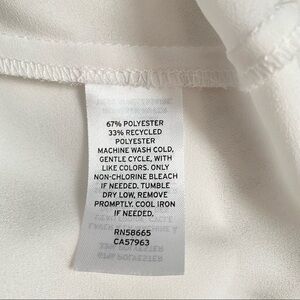 67% POLYESTER
33% RECYCLED
POLYESTER
MACHINE WASH COLD,
GENTLE CYCLE, WITH
LIKE COLORS. ONLY
NON-CHLORINE BLEACH
IF NEEDED. TUMBLE
DRY LOW, REMOVE
PROMPTLY. COOL IRON
IF NEEDED.
RN58665
CA57963